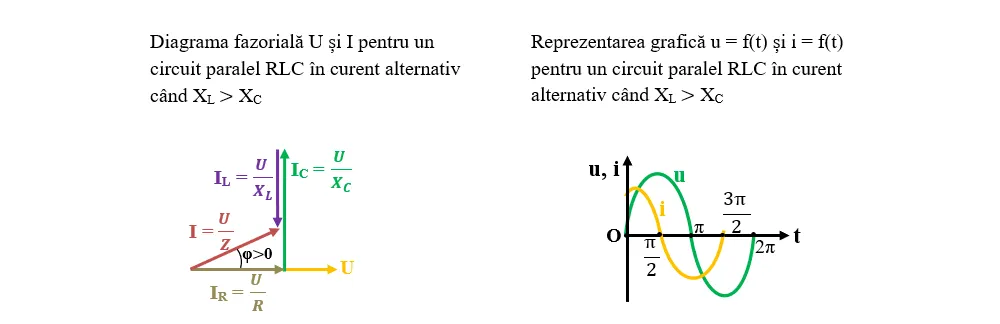 Diagrama fazorială U și I pentru un
circuit paralel RLC în curent alternativ
când XL > XC
IL = U/XL
IC = U/XC
I = U/Z
φ>0
U
IR = U/R
Reprezentarea grafică u = f(t) și i = f(t)
pentru un circuit paralel RLC în curent
alternativ când XL > XC
u, i
u
i
3π/2
O
π/2
π
2π
t